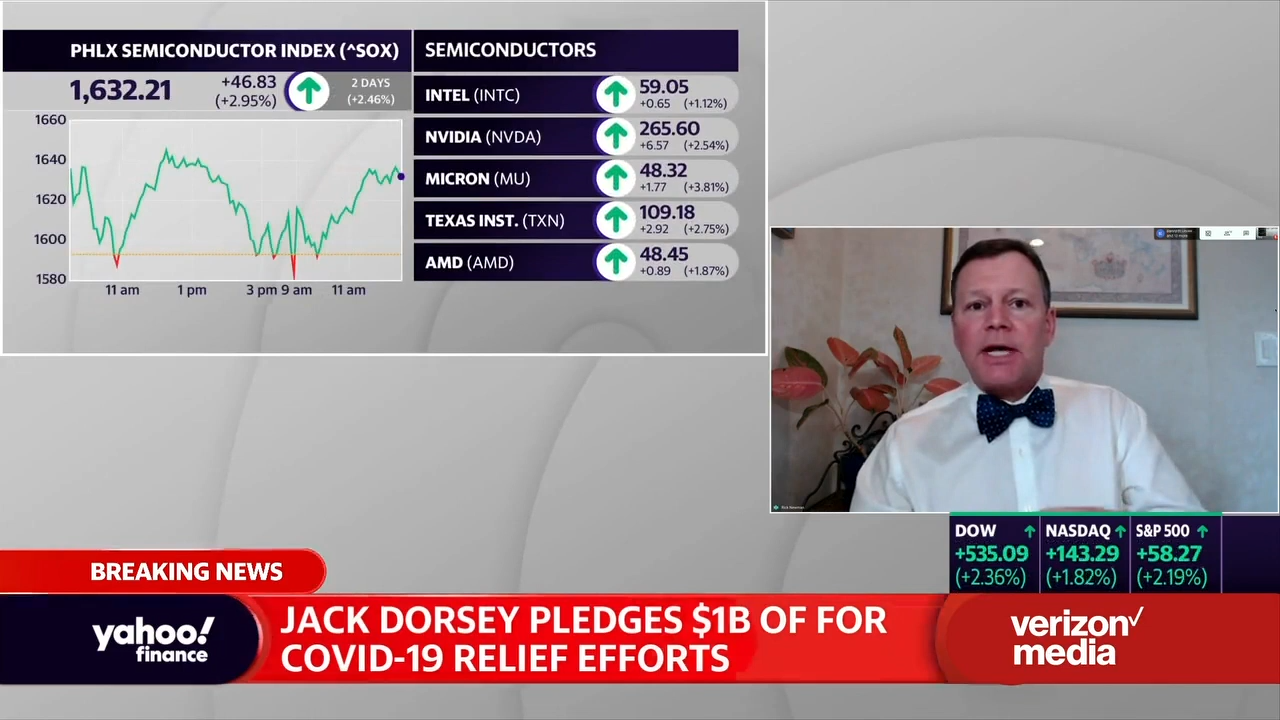 PHLX SEMICONDUCTOR INDEX (^SOX)
1,632.21
+46.83
(+2.95%)
2 DAYS
(+2.46%)
1660
1640
1620
1600
1580
11 am
1 pm
3 pm
9 am
11 am
SEMICONDUCTORS
INTEL (INTC)
59.05
+0.65 (+1.12%)
NVIDIA (NVDA)
265.60
+6.57 (+2.54%)
MICRON (MU)
48.32
+1.77 (+3.81%)
TEXAS INST. (TXN)
109.18
+2.92 (+2.75%)
AMD (AMD)
48.45
+0.89 (+1.87%)
DOW
+535.09
(+2.36%)
NASDAQ
+143.29
(+1.82%)
S&P 500
+58.27
(+2.19%)
BREAKING NEWS
yahoo!
finance
JACK DORSEY PLEDGES $1B OF FOR
COVID-19 RELIEF EFFORTS
verizon
media